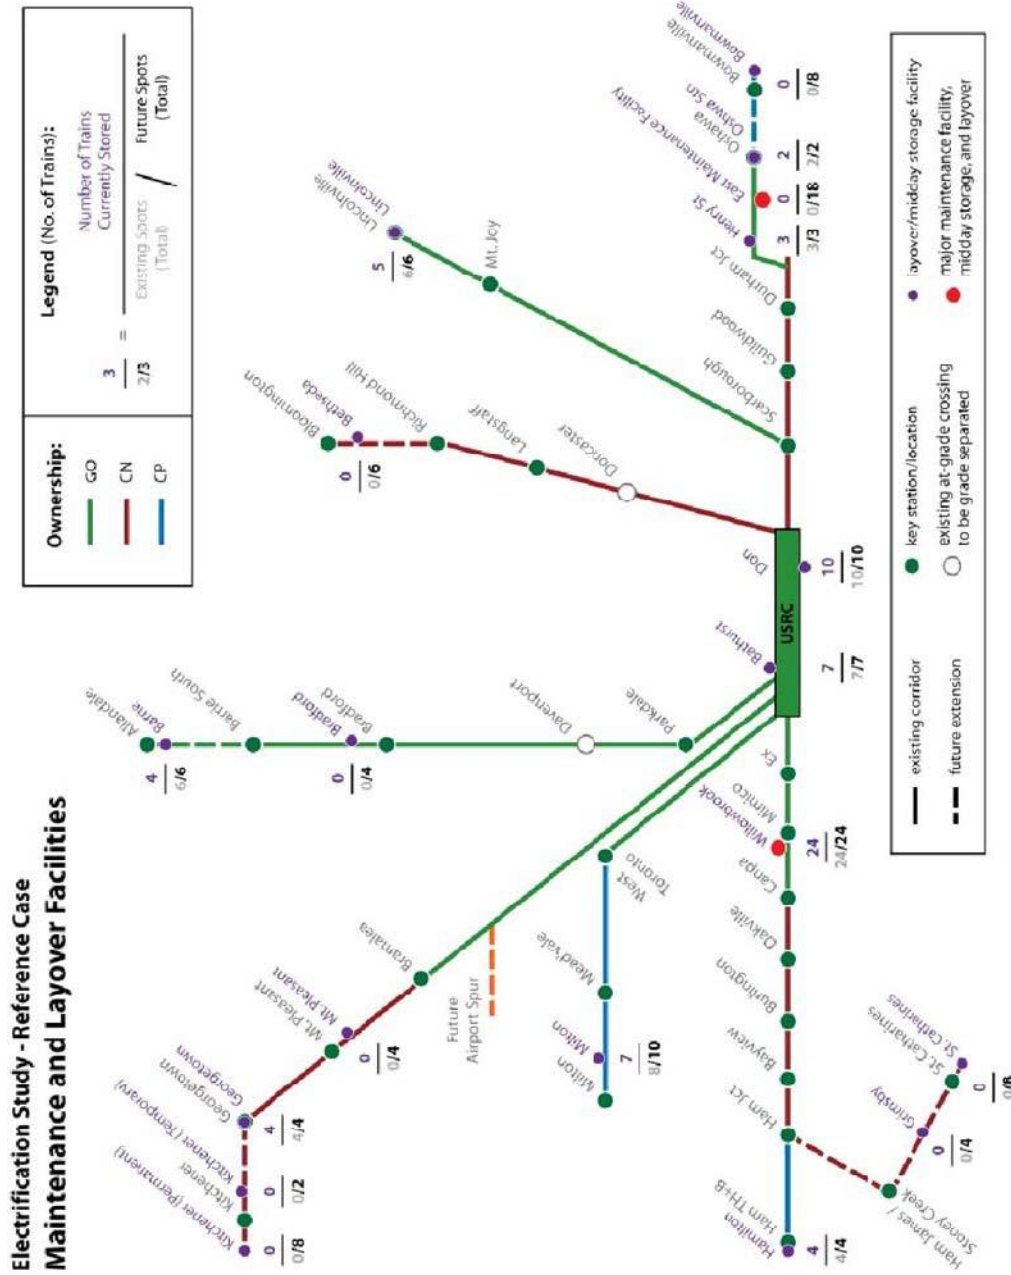 Electrification Study - Reference Case
Maintenance and Layover Facilities
Ownership:
GO
CN
CP
Legend (No. of Trains):
3
2/3
=
Number of Trains
Currently Stored
Existing Spots
(Total)
/
Future Spots
(Total)
Kitchener (Permanent)
0
0/8
Kitchener
Kitchener (Temporary)
0
0/2
Georgetown
Georgetown
4
4/4
Mt. Pleasant
Mt. Pleasant
0
0/4
Bramalea
Future
Airport Spur
Allandale
Barrie
4
6/6
Barrie South
Bradford
Bradford
0
0/4
Davenport
Parkdale
Bloomington
Bethseda
0
0/6
Richmond Hill
Langstaff
Doncaster
Lincolnville
Lincolnville
5
6/6
Mt. Joy
Milton
Milton
7
8/10
Mead'vale
West
Toronto
Hamilton
Ham TH+B
4
4/4
Ham Jct
Bayview
Burlington
Oakville
Canpa
Willowbrook
24
24/24
Mimico
Ex
Bathurst
7
7/7
USRC
Don
10
10/10
Scarborough
Guildwood
Durham Jct
Henry St
3
3/3
East Maintenance Facility
0
0/18
Oshawa
Oshwa Stn
2
2/2
Bowmanville
Bowmanville
0
0/8
Ham James /
Stoney Creek
Grimsby
0
0/4
St. Catharines
St. Catharines
0
0/6
existing corridor
future extension
key station/location
existing at-grade crossing
to be grade separated
layover/midday storage facility
major maintenance facility,
midday storage, and layover